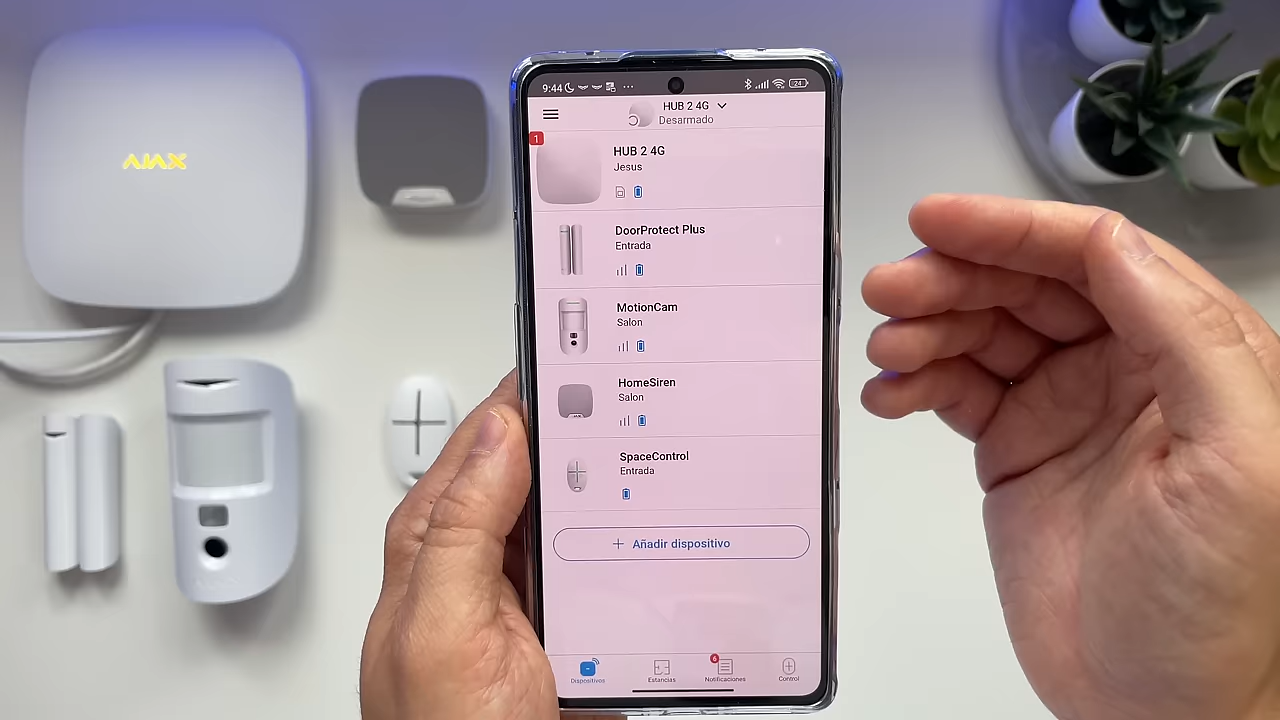 AJAX
9:44
24
HUB 2 4G
Desarmado
1
HUB 2 4G
Jesus
DoorProtect Plus
Entrada
MotionCam
Salon
HomeSiren
Salon
SpaceControl
Entrada
+ Añadir dispositivo
6
Dispositivos
Estancias
Notificaciones
Control